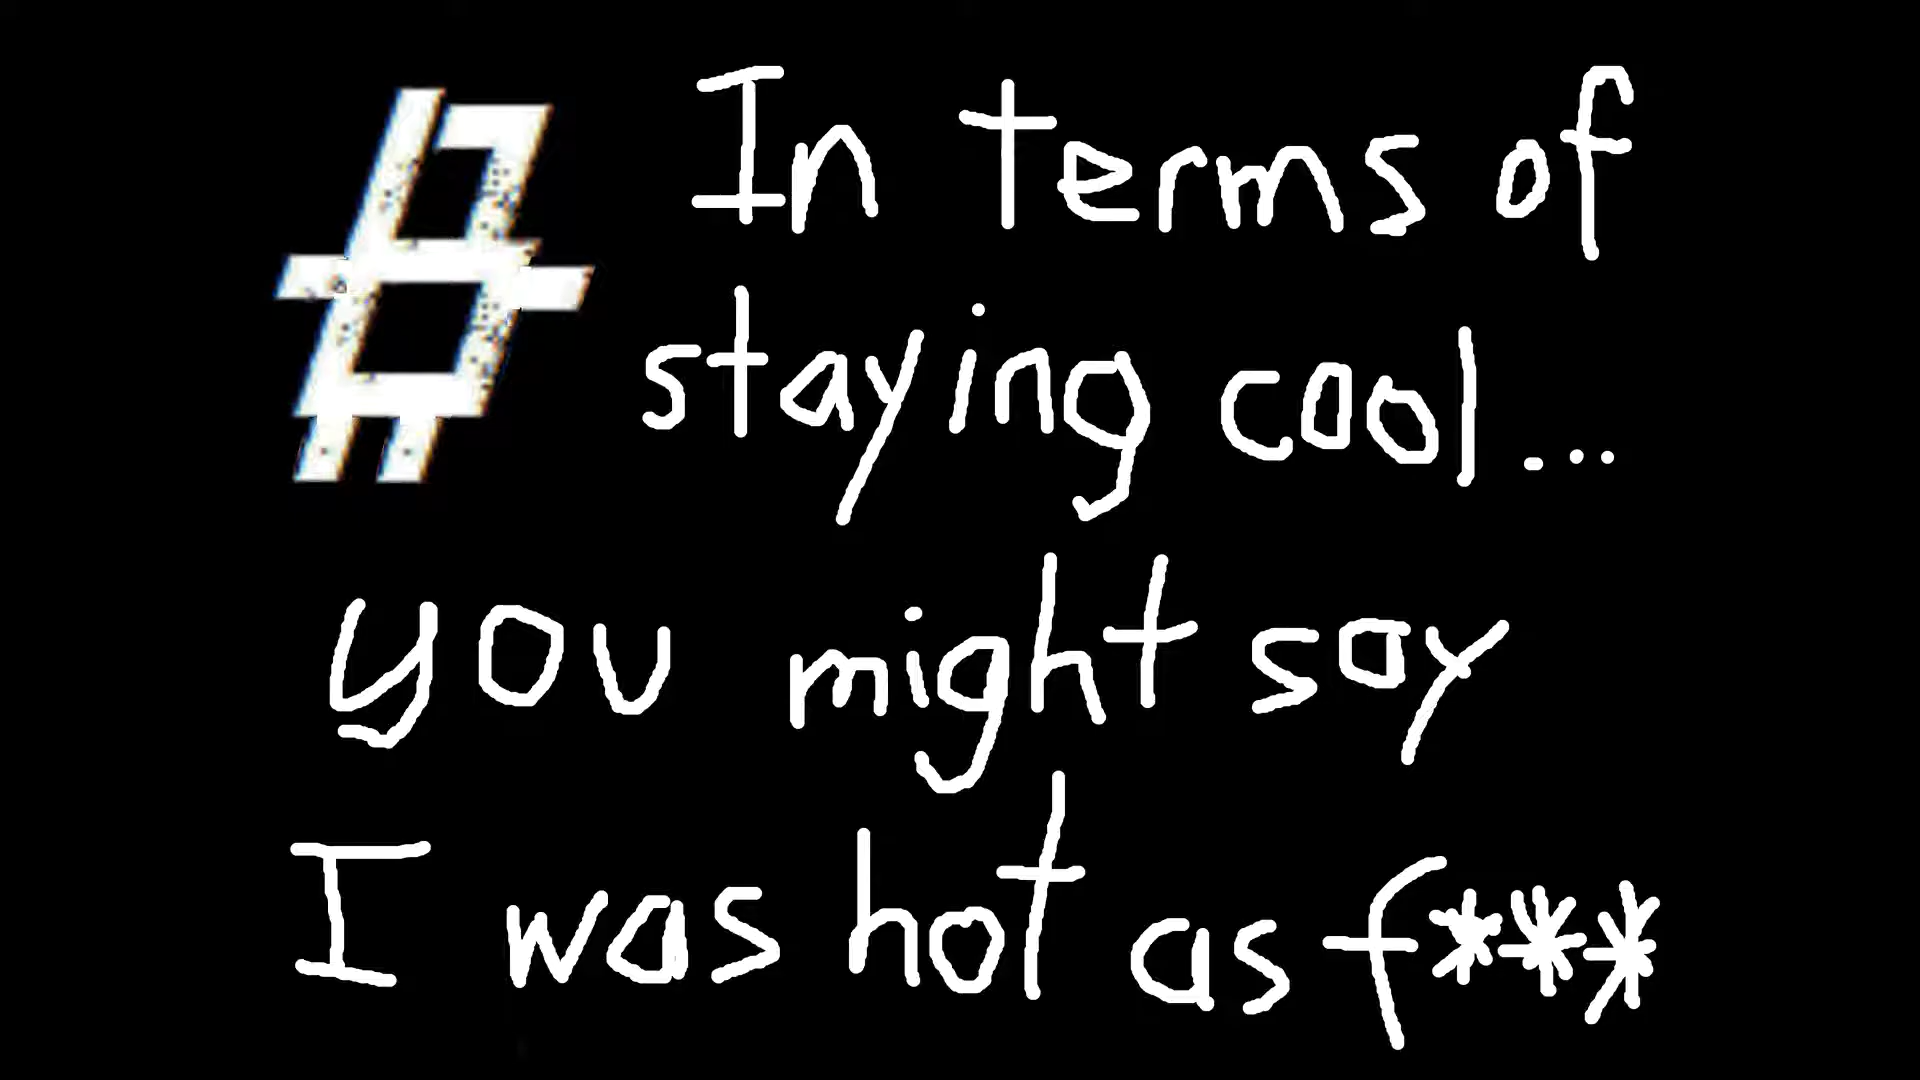 # In terms of
staying cool...
you might say
I was hot as f***